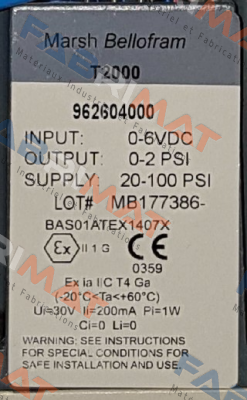 Marsh Bellofram
T2000
962604000
INPUT: 0-6VDC
OUTPUT: 0-2 PSI
SUPPLY: 20-100 PSI
LOT# MB177386-
BAS01ATEX1407X
Ex II 1 G
0359
Ex ia IIC T4 Ga
(-20°C<Ta<+60°C)
Ui=30V Ii=200mA Pi=1W
Ci=0 Li=0
WARNING: SEE INSTRUCTIONS
FOR SPECIAL CONDITIONS FOR
SAFE INSTALLATION AND USE.
FABRIMAT